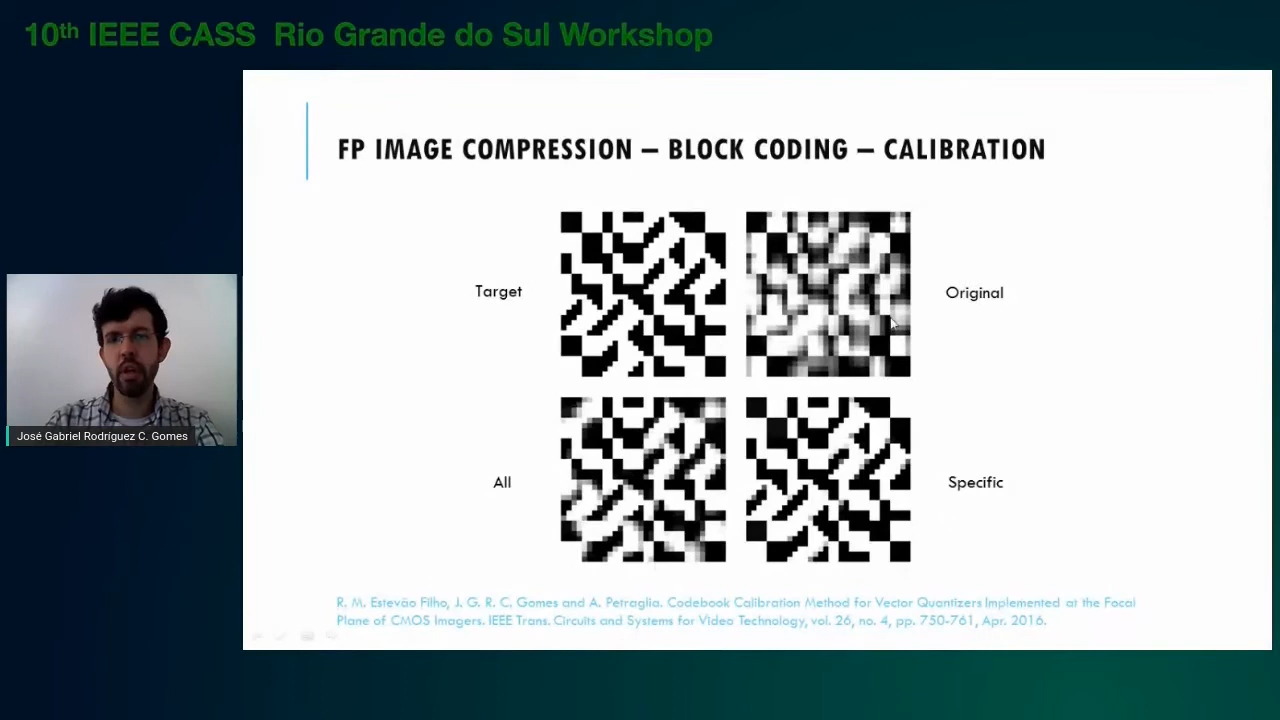 10th IEEE CASS Rio Grande do Sul Workshop
FP IMAGE COMPRESSION – BLOCK CODING – CALIBRATION
Target
Original
José Gabriel Rodríguez C. Gomes
All
Specific
R. M. Estevão Filho, J. G. R. C. Gomes and A. Petraglia. Codebook Calibration Method for Vector Quantizers Implemented at the Focal
Plane of CMOS Imagers. IEEE Trans. Circuits and Systems for Video Technology, vol. 26, no. 4, pp. 750-761, Apr. 2016.